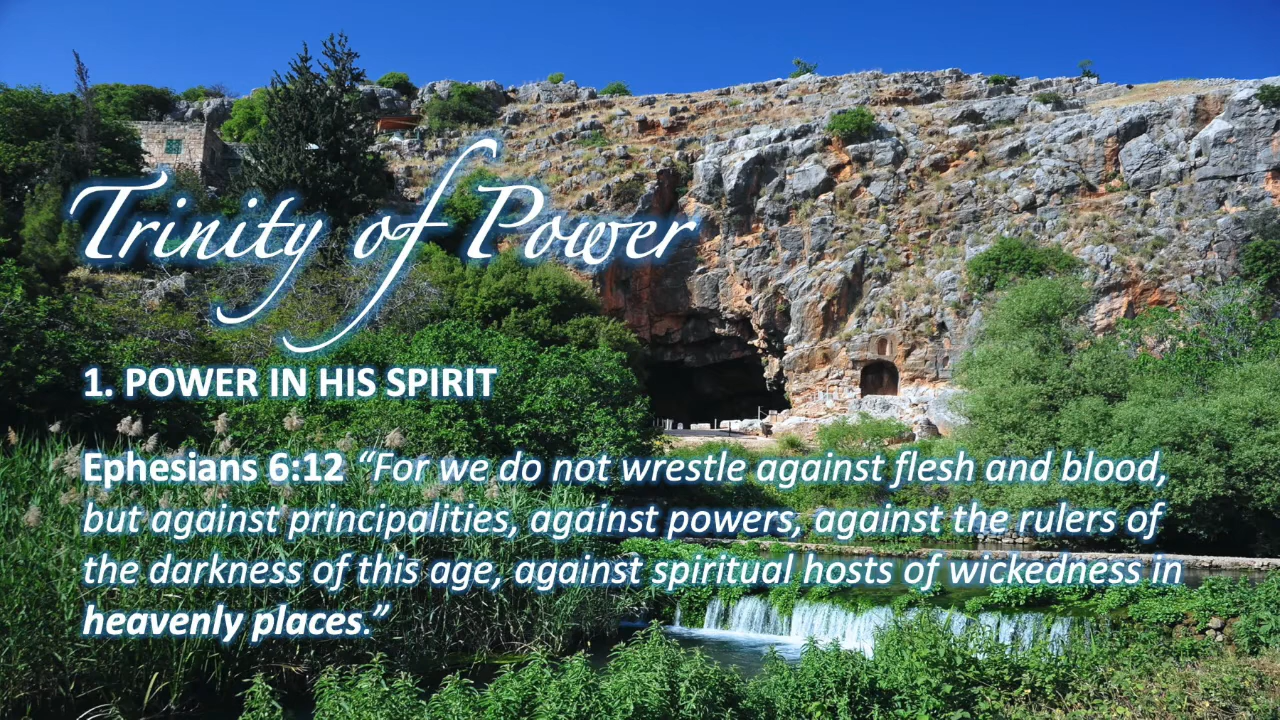 Trinity of Power
1. POWER IN HIS SPIRIT
Ephesians 6:12 “For we do not wrestle against flesh and blood,
but against principalities, against powers, against the rulers of
the darkness of this age, against spiritual hosts of wickedness in
heavenly places.”